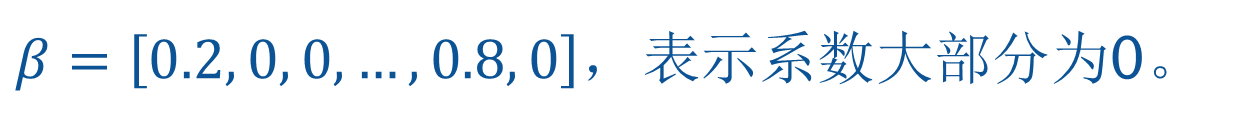 β = [0.2, 0, 0, … , 0.8, 0]，表示系数大部分为0。